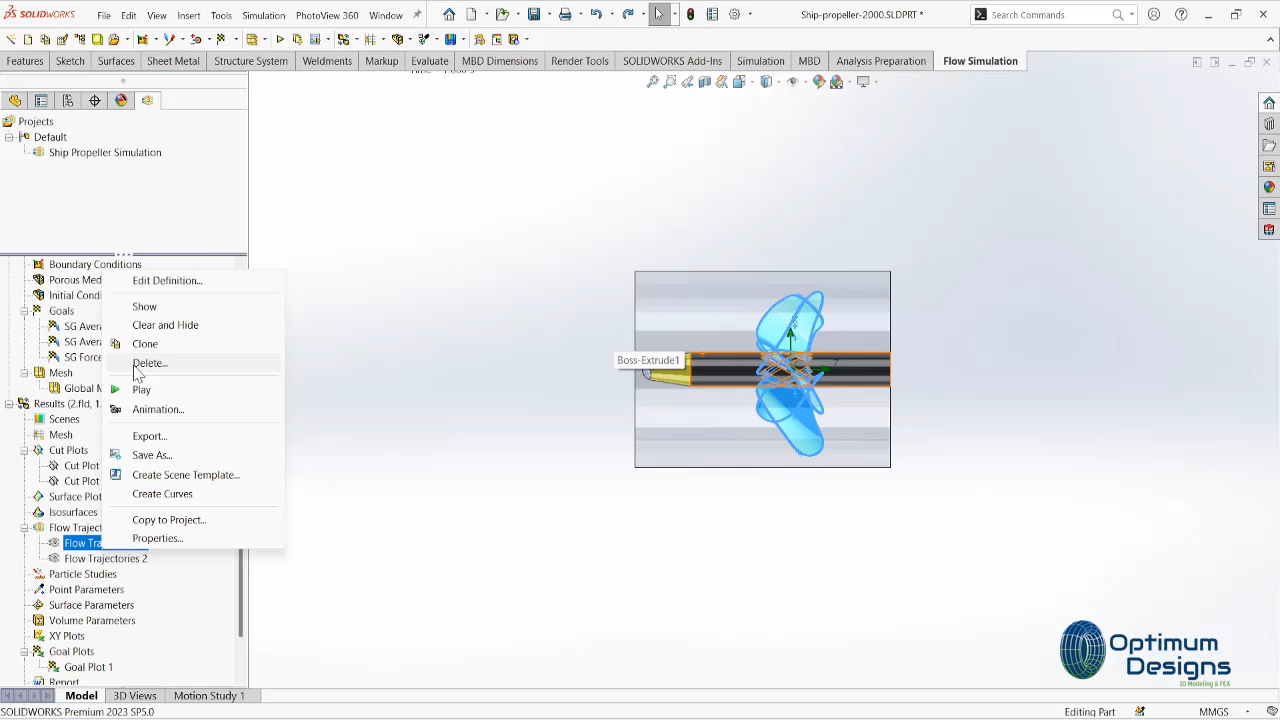 SOLIDWORKS
File
Edit
View
Insert
Tools
Simulation
PhotoView 360
Window
Ship-propeller-2000.SLDPRT *
Search Commands
Features
Sketch
Surfaces
Sheet Metal
Structure System
Weldments
Markup
Evaluate
MBD Dimensions
Render Tools
SOLIDWORKS Add-Ins
Simulation
MBD
Analysis Preparation
Flow Simulation
Projects
Default
Ship Propeller Simulation
Boundary Conditions
Porous Med
Initial Condi
Goals
SG Avera
SG Avera
SG Force
Mesh
Global M
Results (2.fld, 1.
Scenes
Mesh
Cut Plots
Cut Plot
Cut Plot
Surface Plot
Isosurfaces
Flow Traject
Flow Tra
Flow Trajectories 2
Particle Studies
Point Parameters
Surface Parameters
Volume Parameters
XY Plots
Goal Plots
Goal Plot 1
Report
Edit Definition...
Show
Clear and Hide
Clone
Delete...
Play
Animation...
Export...
Save As...
Create Scene Template...
Create Curves
Copy to Project...
Properties...
Boss-Extrude1
Optimum
Designs
3D Modeling & FEA
Model
3D Views
Motion Study 1
SOLIDWORKS Premium 2023 SP5.0
Editing Part
MMGS